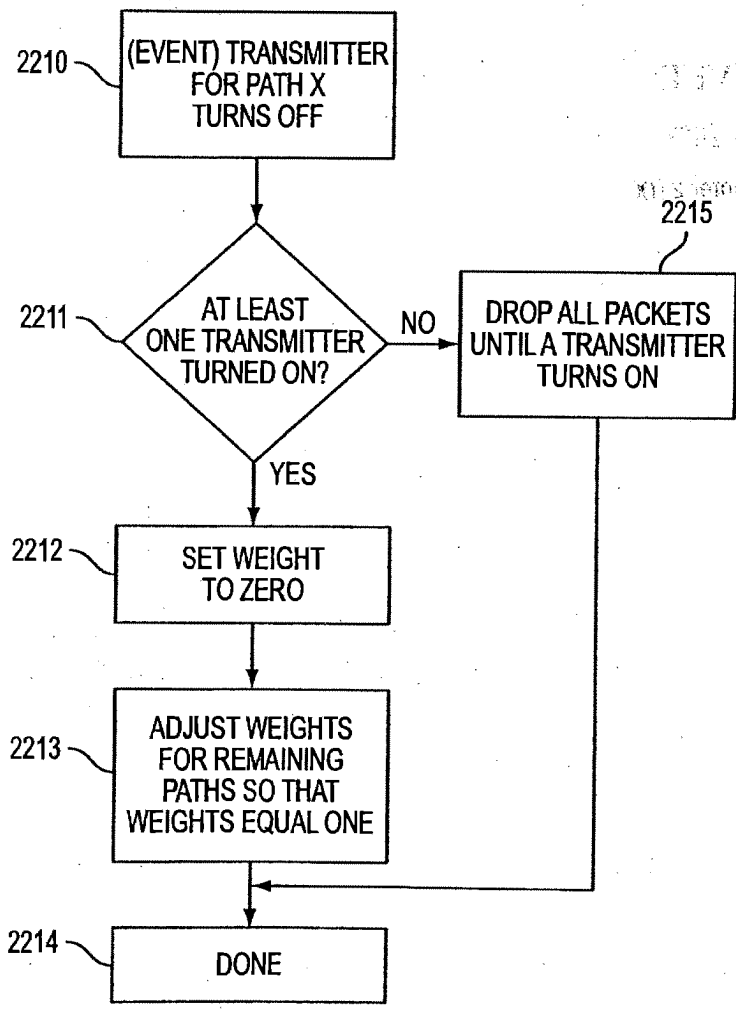 2210
(EVENT) TRANSMITTER
FOR PATH X
TURNS OFF
2211
AT LEAST
ONE TRANSMITTER
TURNED ON?
NO
2215
DROP ALL PACKETS
UNTIL A TRANSMITTER
TURNS ON
YES
2212
SET WEIGHT
TO ZERO
2213
ADJUST WEIGHTS
FOR REMAINING
PATHS SO THAT
WEIGHTS EQUAL ONE
2214
DONE